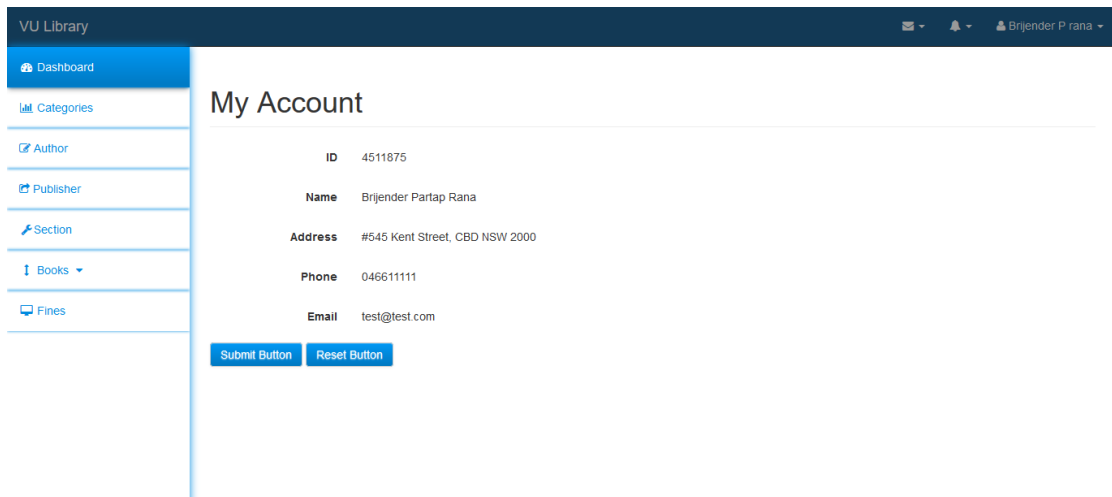 VU Library
Brijender P rana
Dashboard
Categories
Author
Publisher
Section
Books
Fines
My Account
ID 4511875
Name Brijender Partap Rana
Address #545 Kent Street, CBD NSW 2000
Phone 046611111
Email test@test.com
Submit Button Reset Button